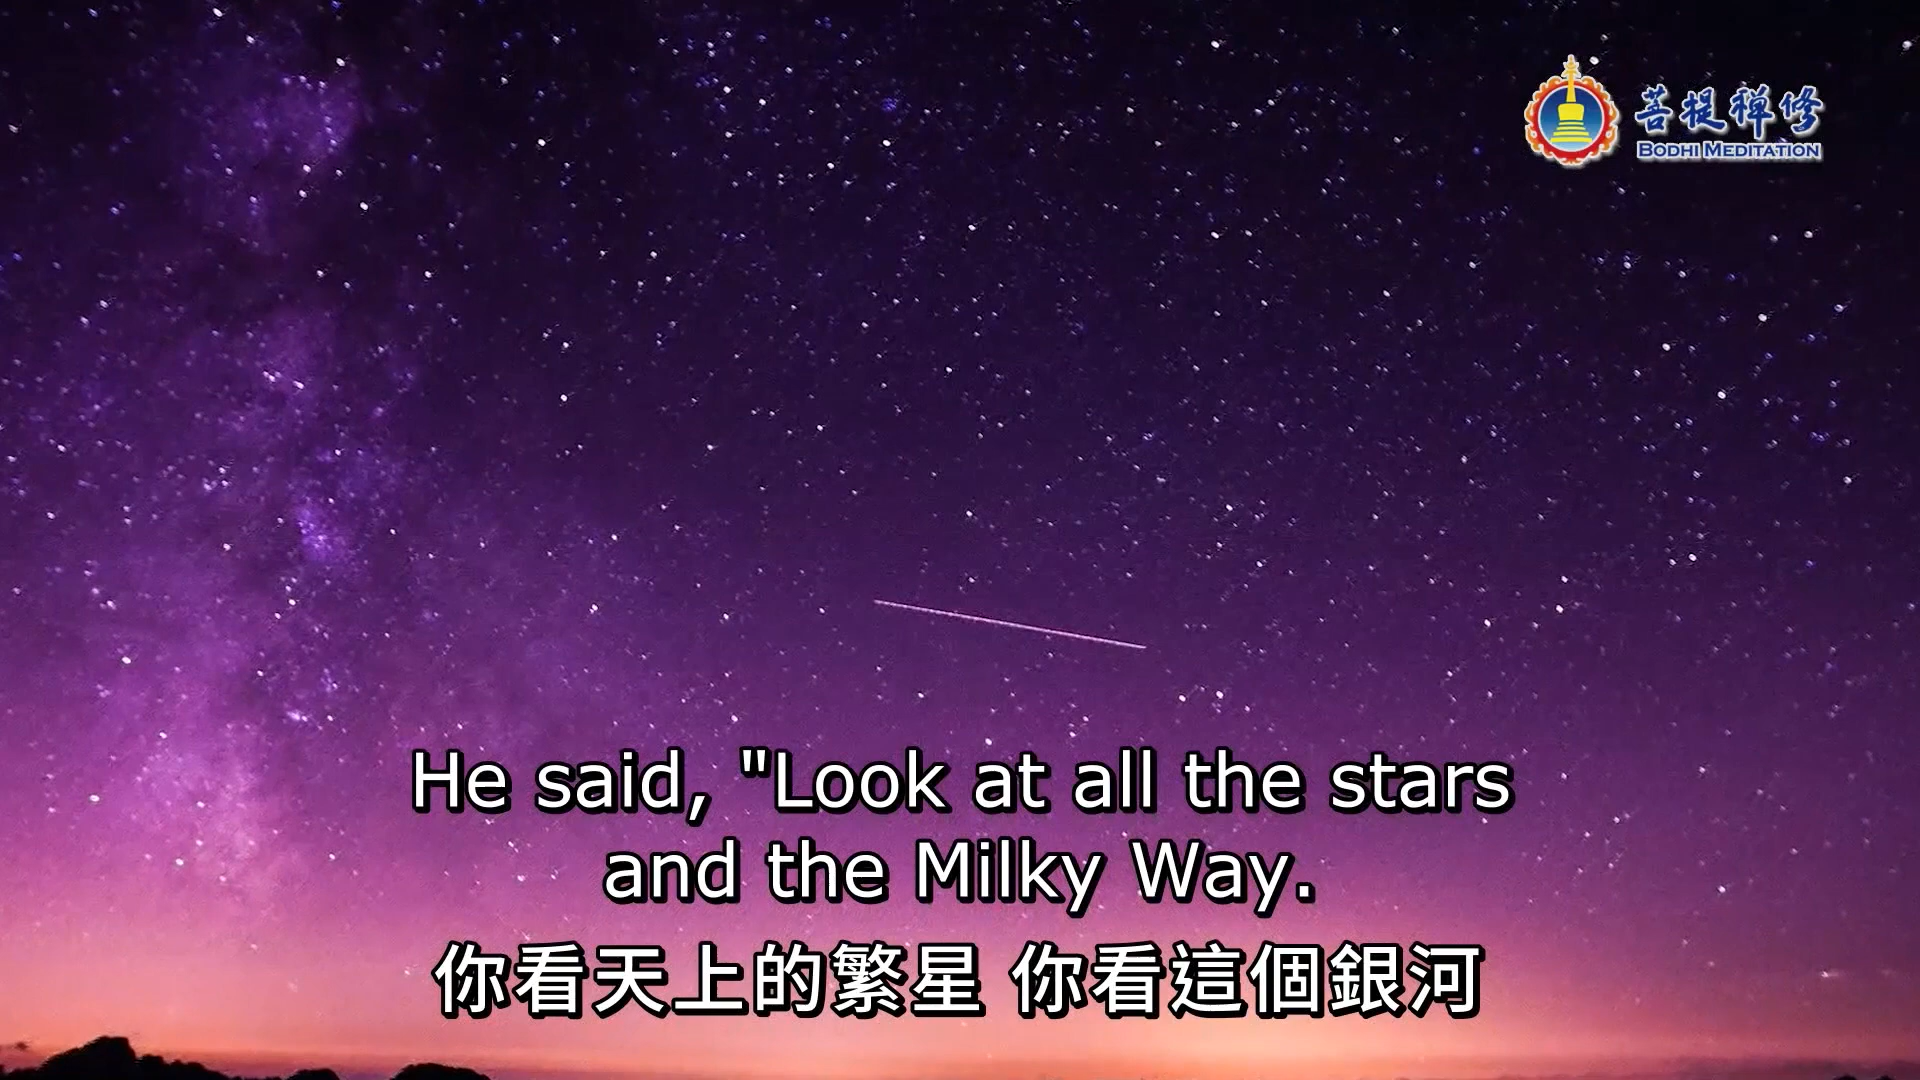 菩提禪修
BODHI MEDITATION
He said, "Look at all the stars
and the Milky Way.
你看天上的繁星 你看這個銀河